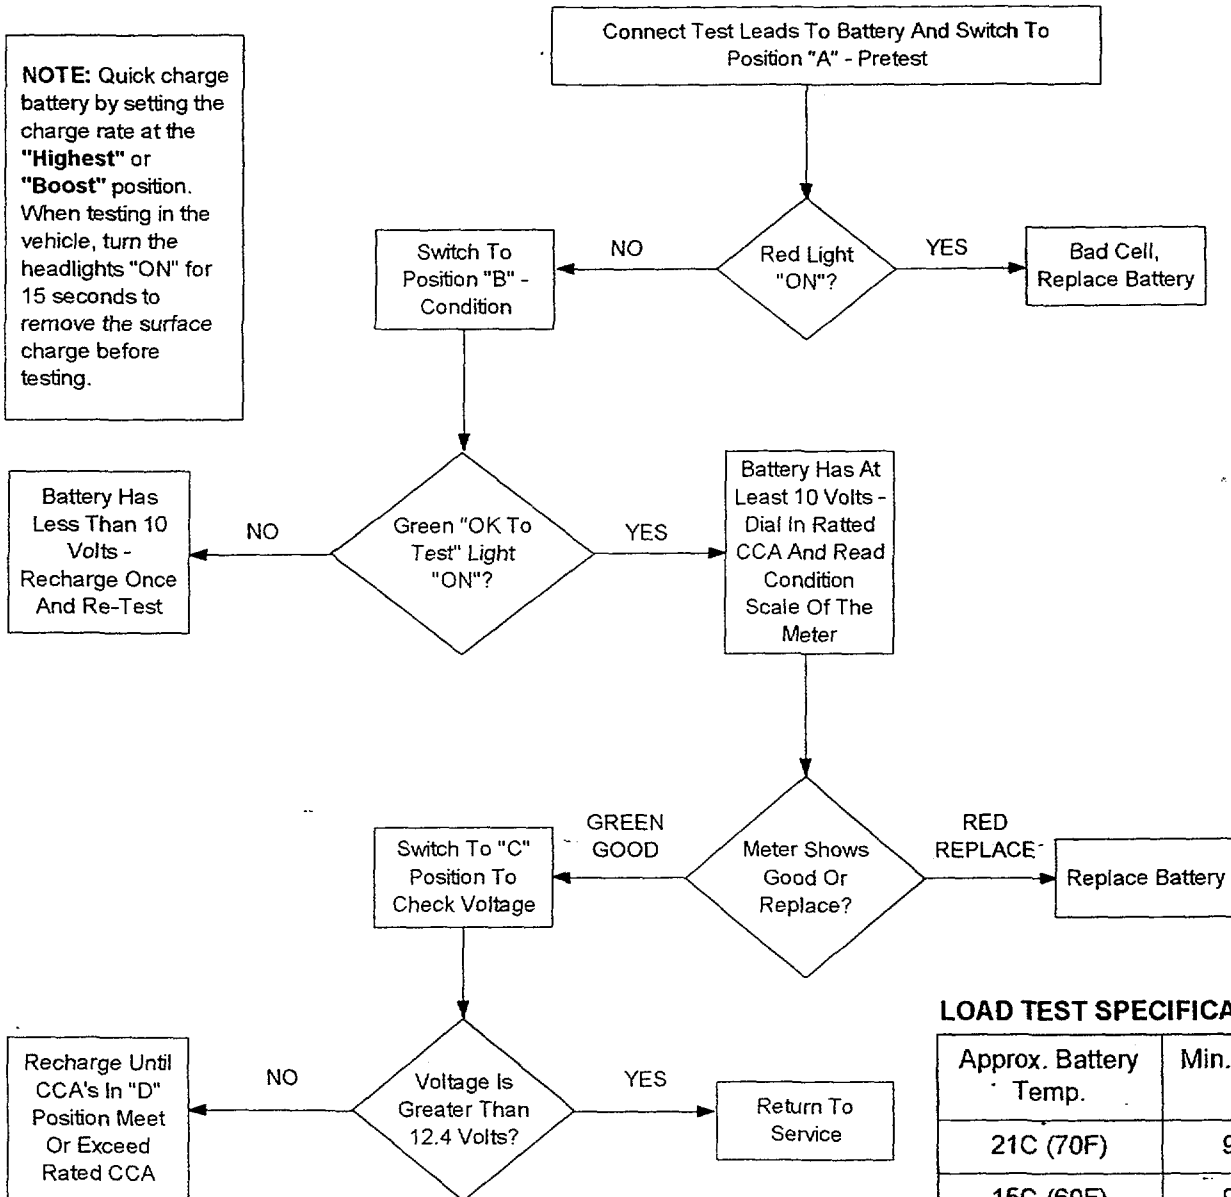 Connect Test Leads To Battery And Switch To
Position "A" - Pretest
NOTE: Quick charge
battery by setting the
charge rate at the
"Highest" or
"Boost" position.
When testing in the
vehicle, turn the
headlights "ON" for
15 seconds to
remove the surface
charge before
testing.
Red Light
"ON"?
NO
YES
Switch To
Position "B" -
Condition
Bad Cell,
Replace Battery
Green "OK To
Test" Light
"ON"?
NO
YES
Battery Has
Less Than 10
Volts -
Recharge Once
And Re-Test
Battery Has At
Least 10 Volts -
Dial In Ratted
CCA And Read
Condition
Scale Of The
Meter
Meter Shows
Good Or
Replace?
GREEN
GOOD
RED
REPLACE
Switch To "C"
Position To
Check Voltage
Replace Battery
Voltage Is
Greater Than
12.4 Volts?
NO
YES
Recharge Until
CCA's In "D"
Position Meet
Or Exceed
Rated CCA
Return To
Service
LOAD TEST SPECIFICA
Approx. Battery
Temp.
Min.
21C (70F)
9
15C (60F)